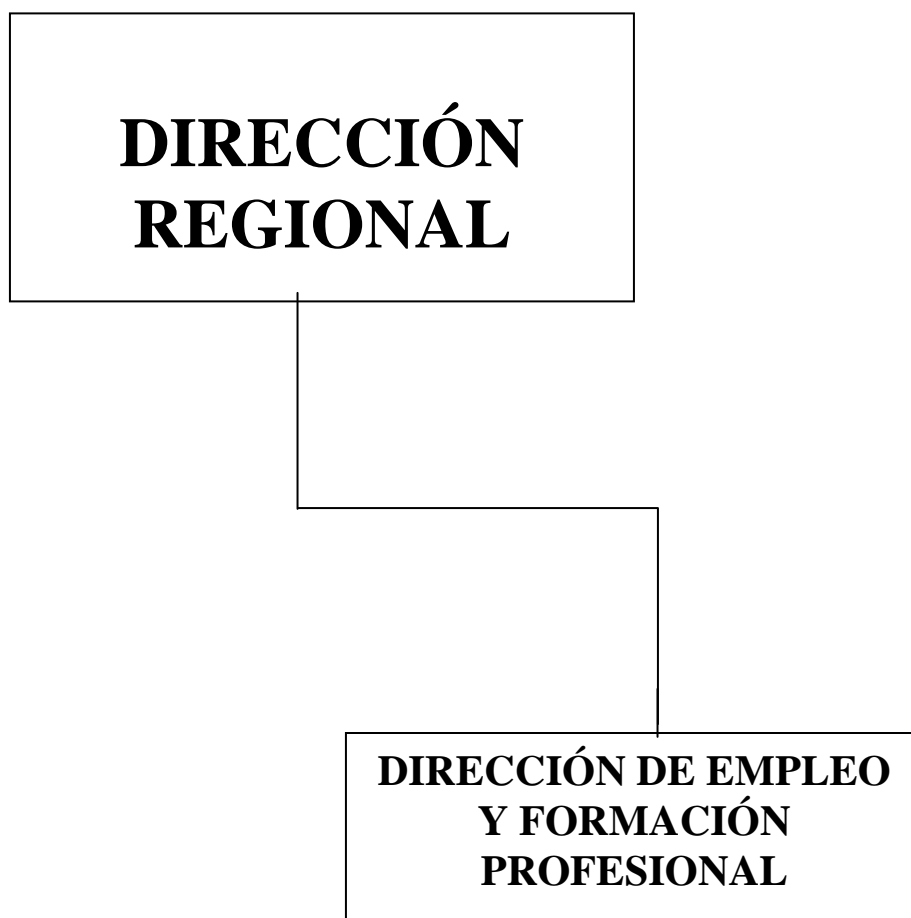 DIRECCIÓN
REGIONAL
DIRECCIÓN DE EMPLEO
Y FORMACIÓN
PROFESIONAL